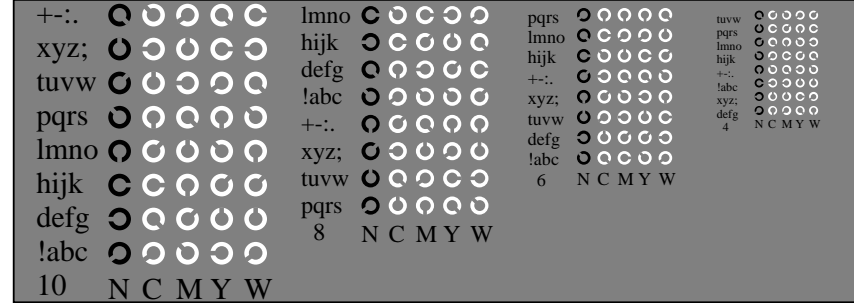 +-:.
xyz;
tuvw
pqrs
lmno
hijk
defg
!abc
10 N C M Y W
lmno
hijk
defg
!abc
+-:.
xyz;
tuvw
pqrs
8 N C M Y W
pqrs
lmno
hijk
+-:.
xyz;
tuvw
defg
!abc
6 N C M Y W
tuvw
pqrs
lmno
hijk
+-:.
!abc
xyz;
defg
4 N C M Y W